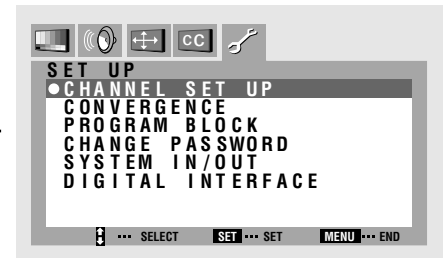 CC
SET UP
CHANNEL SET UP
CONVERGENCE
PROGRAM BLOCK
CHANGE PASSWORD
SYSTEM IN/OUT
DIGITAL INTERFACE
··· SELECT SET ··· SET MENU ··· END